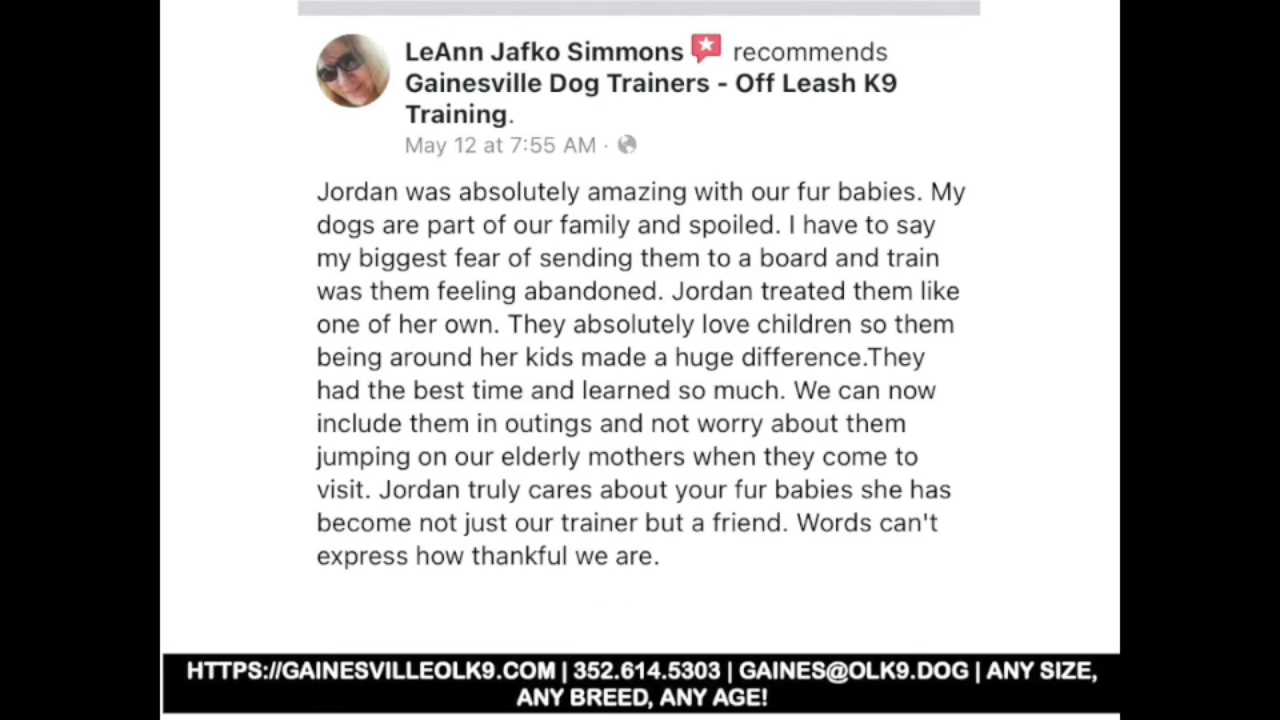 LeAnn Jafko Simmons recommends
Gainesville Dog Trainers - Off Leash K9
Training.
May 12 at 7:55 AM ·
Jordan was absolutely amazing with our fur babies. My
dogs are part of our family and spoiled. I have to say
my biggest fear of sending them to a board and train
was them feeling abandoned. Jordan treated them like
one of her own. They absolutely love children so them
being around her kids made a huge difference.They
had the best time and learned so much. We can now
include them in outings and not worry about them
jumping on our elderly mothers when they come to
visit. Jordan truly cares about your fur babies she has
become not just our trainer but a friend. Words can't
express how thankful we are.
HTTPS://GAINESVILLEOLK9.COM | 352.614.5303 | GAINES@OLK9.DOG | ANY SIZE,
ANY BREED, ANY AGE!